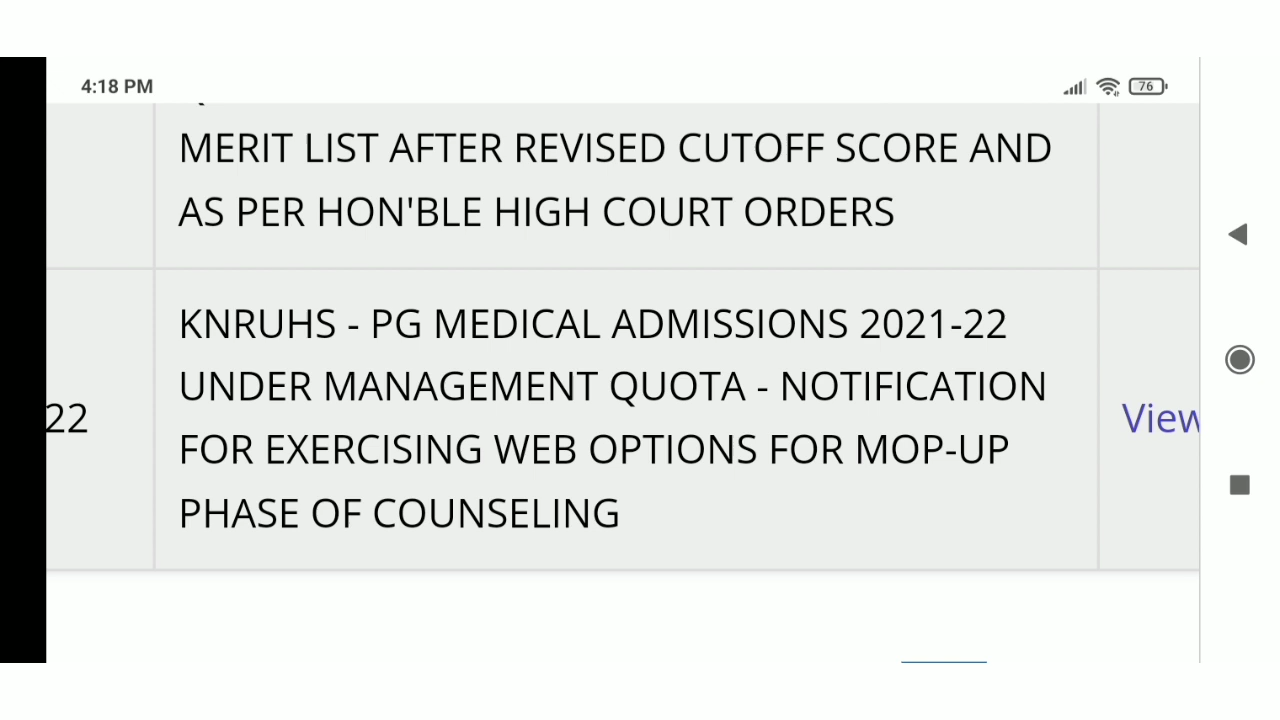 4:18 PM
76
MERIT LIST AFTER REVISED CUTOFF SCORE AND
AS PER HON'BLE HIGH COURT ORDERS
KNRUHS - PG MEDICAL ADMISSIONS 2021-22
UNDER MANAGEMENT QUOTA - NOTIFICATION
22
View
FOR EXERCISING WEB OPTIONS FOR MOP-UP
PHASE OF COUNSELING